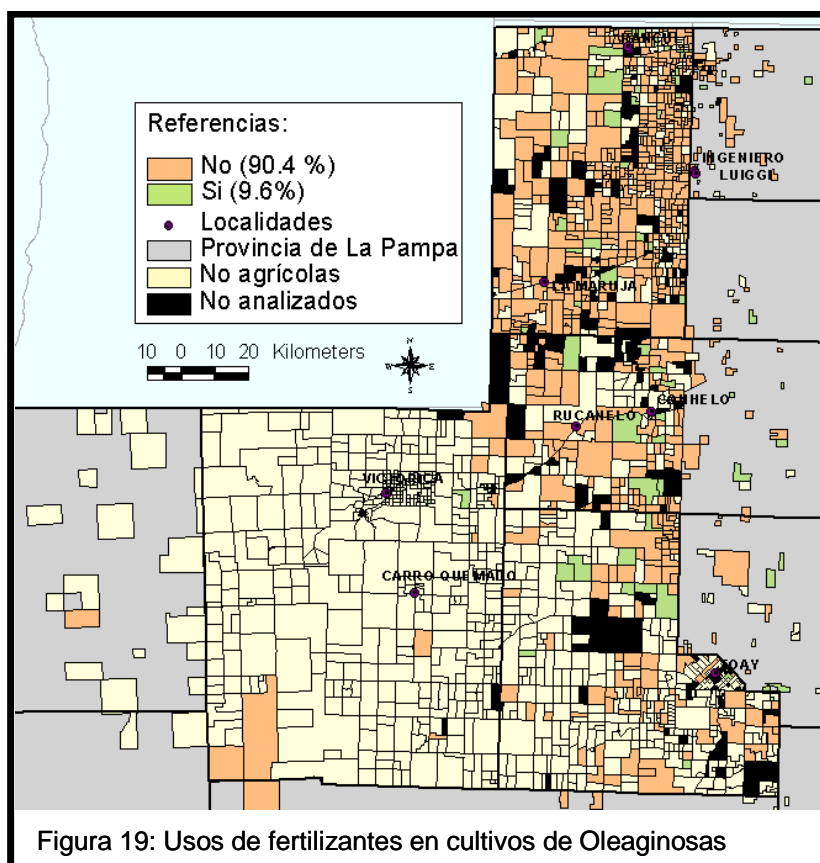 RANCUL
INGENIERO
LUIGGI
Referencias:
No (90.4 %)
Si (9.6%)
Localidades
Provincia de La Pampa
No agrícolas
No analizados
LA MARUJA
10 0 10 20 Kilometers
N
W E
S
CONHELO
RUCANELO
VICTORICA
CARRO QUEMADO
TOAY
Figura 19: Usos de fertilizantes en cultivos de Oleaginosas